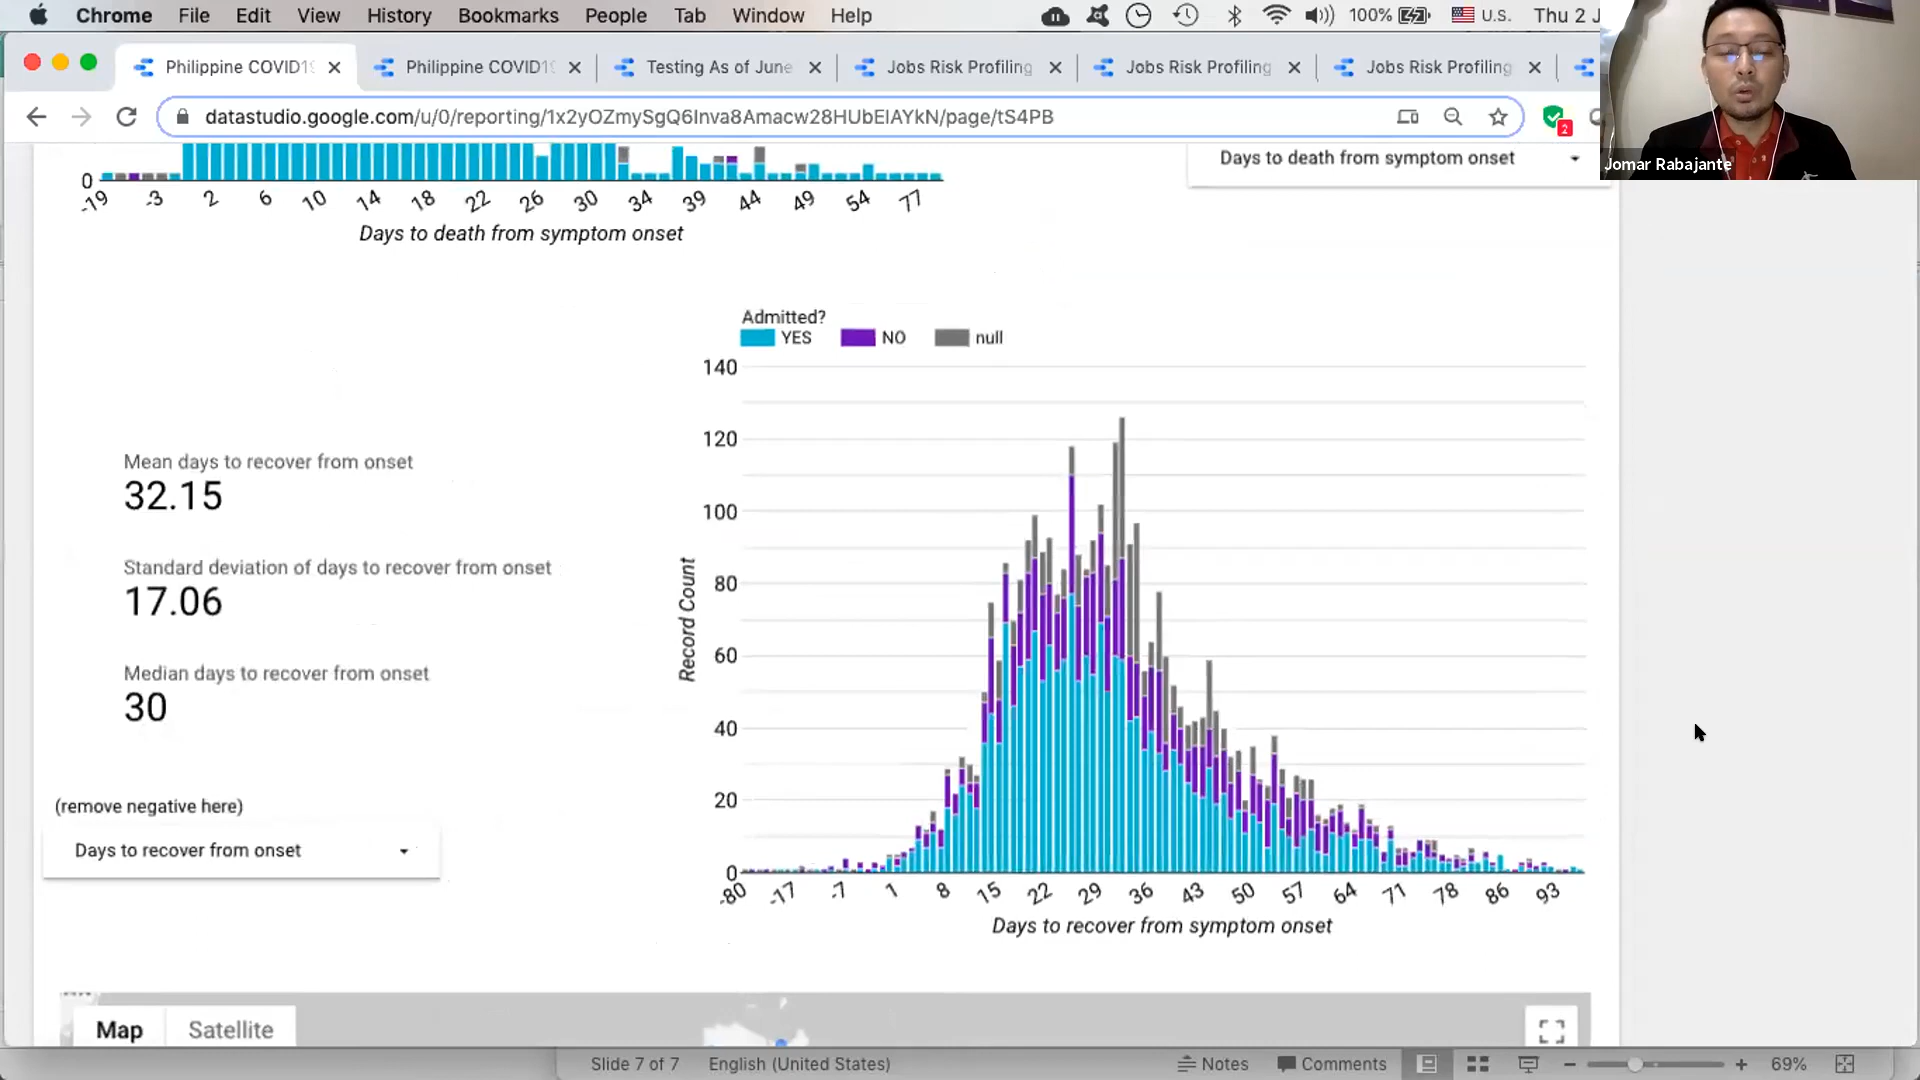 Chrome File Edit View History Bookmarks People Tab Window Help 100% U.S. Thu 2 J
Philippine COVID19 Philippine COVID19 Testing As of June Jobs Risk Profiling Jobs Risk Profiling Jobs Risk Profiling
datastudio.google.com/u/0/reporting/1x2yOZmySgQ6Inva8Amacw28HUbEIAYkN/page/tS4PB
2
Jomar Rabajante
Days to death from symptom onset
0
-19 -3 2 6 10 14 18 22 26 30 34 39 44 49 54 77
Days to death from symptom onset
Admitted?
YES NO null
140
120
100
80
60
40
20
0
Record Count
-80 -17 -7 1 8 15 22 29 36 43 50 57 64 71 78 86 93
Days to recover from symptom onset
Mean days to recover from onset
32.15
Standard deviation of days to recover from onset
17.06
Median days to recover from onset
30
(remove negative here)
Days to recover from onset
Map Satellite
Slide 7 of 7 English (United States) Notes Comments 69%